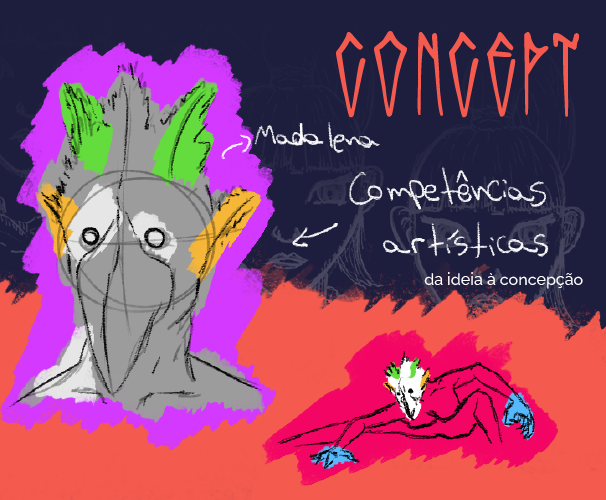 CONCEPT
Madalena
Competências
artísticas
da ideia à concepção